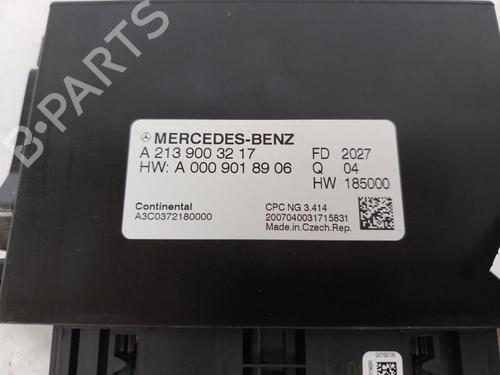 MERCEDES-BENZ
A 213 900 32 17 FD 2027
HW: A 000 901 89 06 Q 04
HW 185000
Continental CPC NG 3.414
A3C0372180000 2007040031715831
Made.in.Czech.Rep.